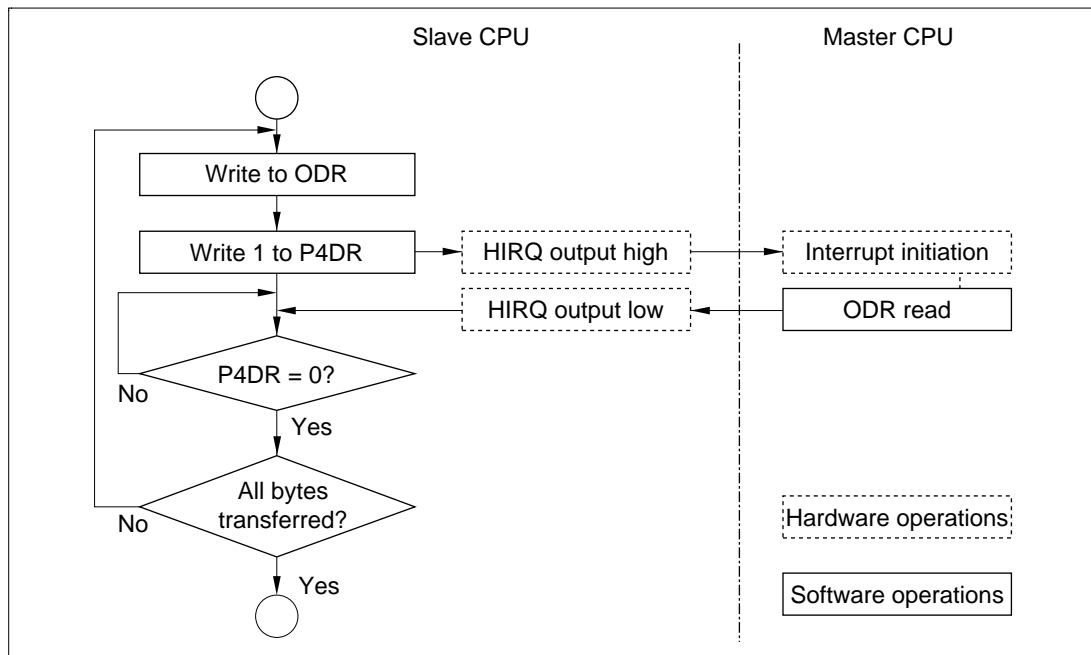 Slave CPU
Master CPU
Write to ODR
Write 1 to P4DR
HIRQ output high
Interrupt initiation
HIRQ output low
ODR read
P4DR = 0?
No
Yes
All bytes
transferred?
No
Yes
Hardware operations
Software operations